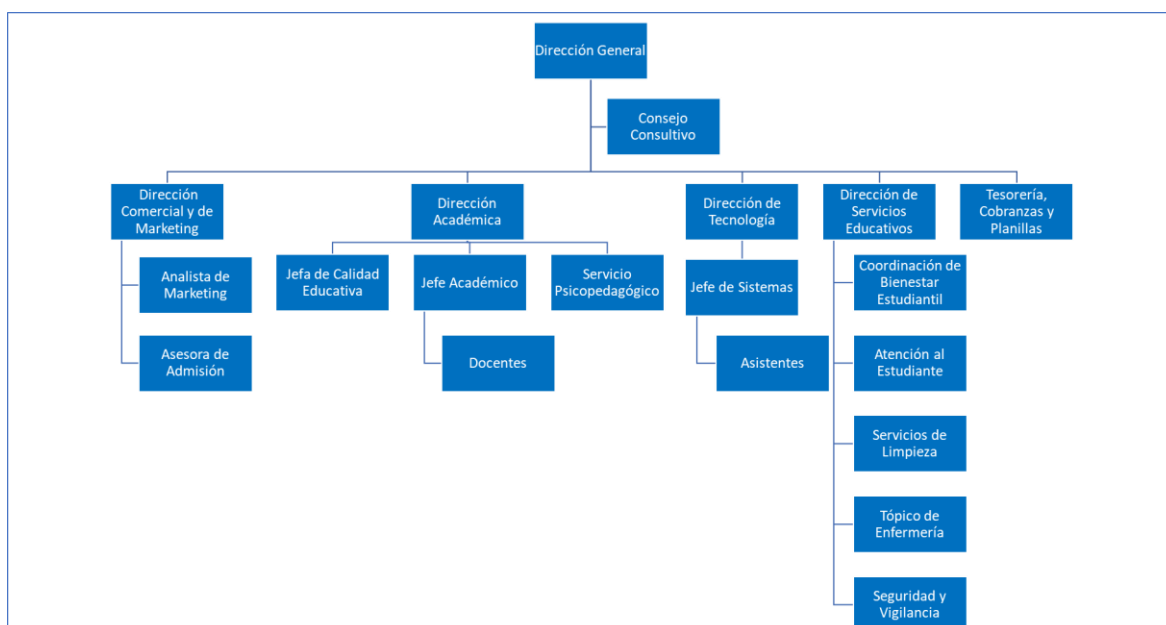 Dirección General
Consejo
Consultivo
Dirección
Comercial y de
Marketing
Dirección
Académica
Dirección de
Tecnología
Dirección de
Servicios
Educativos
Tesorería,
Cobranzas y
Planillas
Analista de
Marketing
Asesora de
Admisión
Jefa de Calidad
Educativa
Jefe Académico
Servicio
Psicopedagógico
Docentes
Jefe de Sistemas
Asistentes
Coordinación de
Bienestar
Estudiantil
Atención al
Estudiante
Servicios de
Limpieza
Tópico de
Enfermería
Seguridad y
Vigilancia